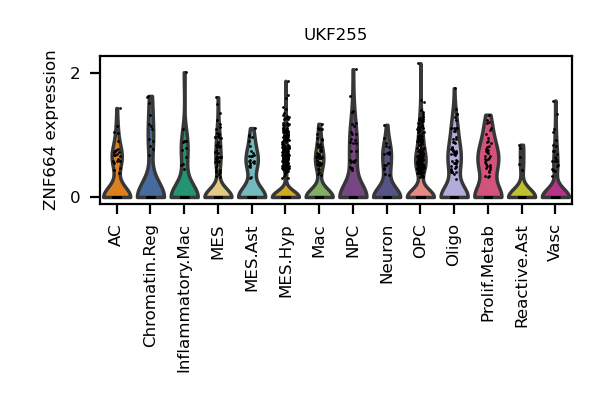 UKF255
ZNF664 expression
2
0
AC
Chromatin.Reg
Inflammatory.Mac
MES
MES.Ast
MES.Hyp
Mac
NPC
Neuron
OPC
Oligo
Prolif.Metab
Reactive.Ast
Vasc